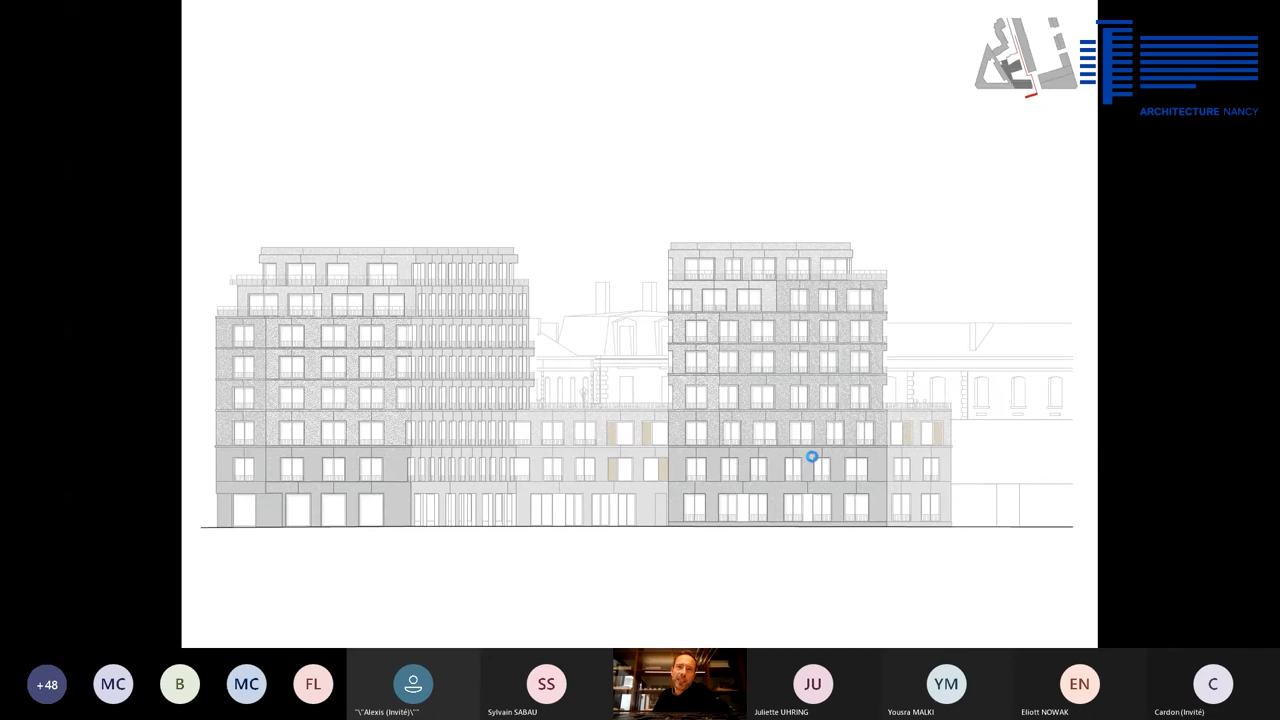 ARCHITECTURE NANCY
+48
MC
B
MC
FL
"\"Alexis (Invité)\""
SS
Sylvain SABAU
JU
Juliette UHRING
YM
Yousra MALKI
EN
Eliott NOWAK
C
Cardon (Invité)